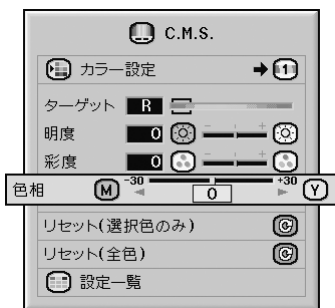 C.M.S.
カラー設定 1
ターゲット R
明度 0 - +
彩度 0 - +
色相 M -30 0 +30 Y
リセット(選択色のみ)
リセット(全色)
設定一覧